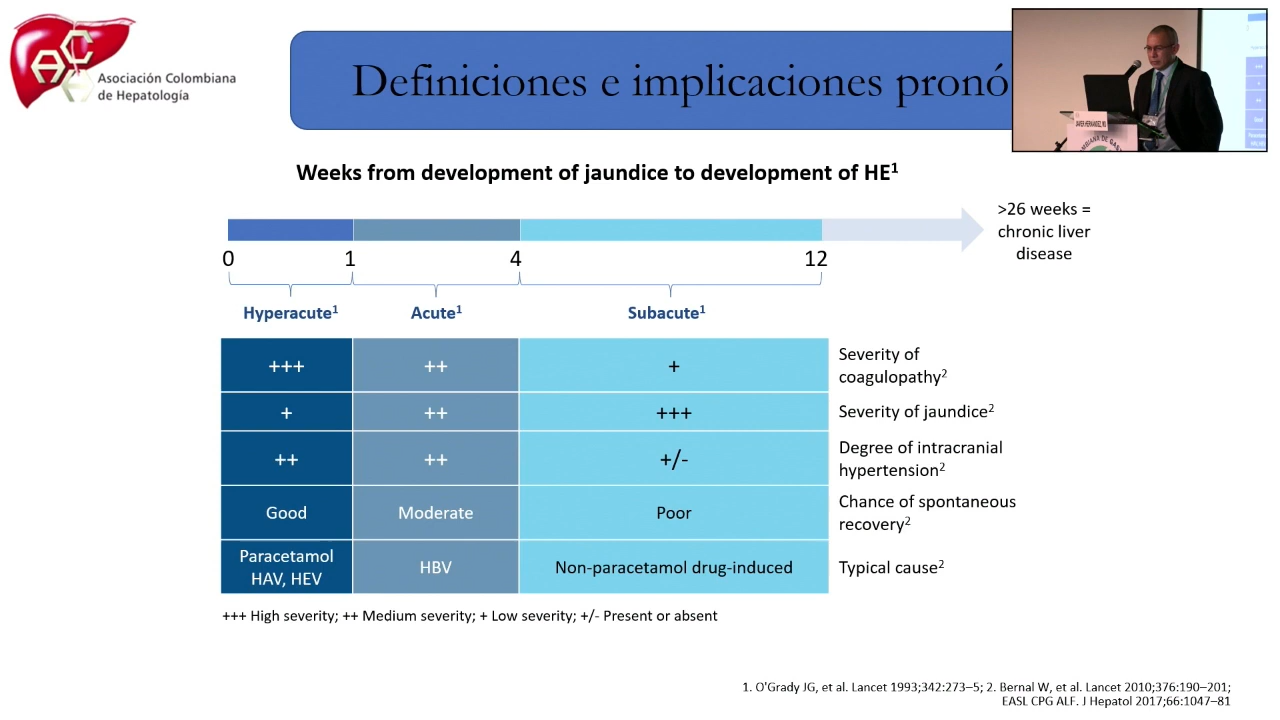 ACH
Asociación Colombiana
de Hepatología
Definiciones e implicaciones pronó
JAVIER HERNANDEZ, MD
Weeks from development of jaundice to development of HE¹
>26 weeks =
chronic liver
disease
0 1 4 12
Hyperacute¹ Acute¹ Subacute¹
+++ ++ + Severity of
coagulopathy²
+ ++ +++ Severity of jaundice²
++ ++ +/- Degree of intracranial
hypertension²
Good Moderate Poor Chance of spontaneous
recovery²
Paracetamol
HAV, HEV HBV Non-paracetamol drug-induced Typical cause²
+++ High severity; ++ Medium severity; + Low severity; +/- Present or absent
1. O'Grady JG, et al. Lancet 1993;342:273–5; 2. Bernal W, et al. Lancet 2010;376:190–201;
EASL CPG ALF. J Hepatol 2017;66:1047–81